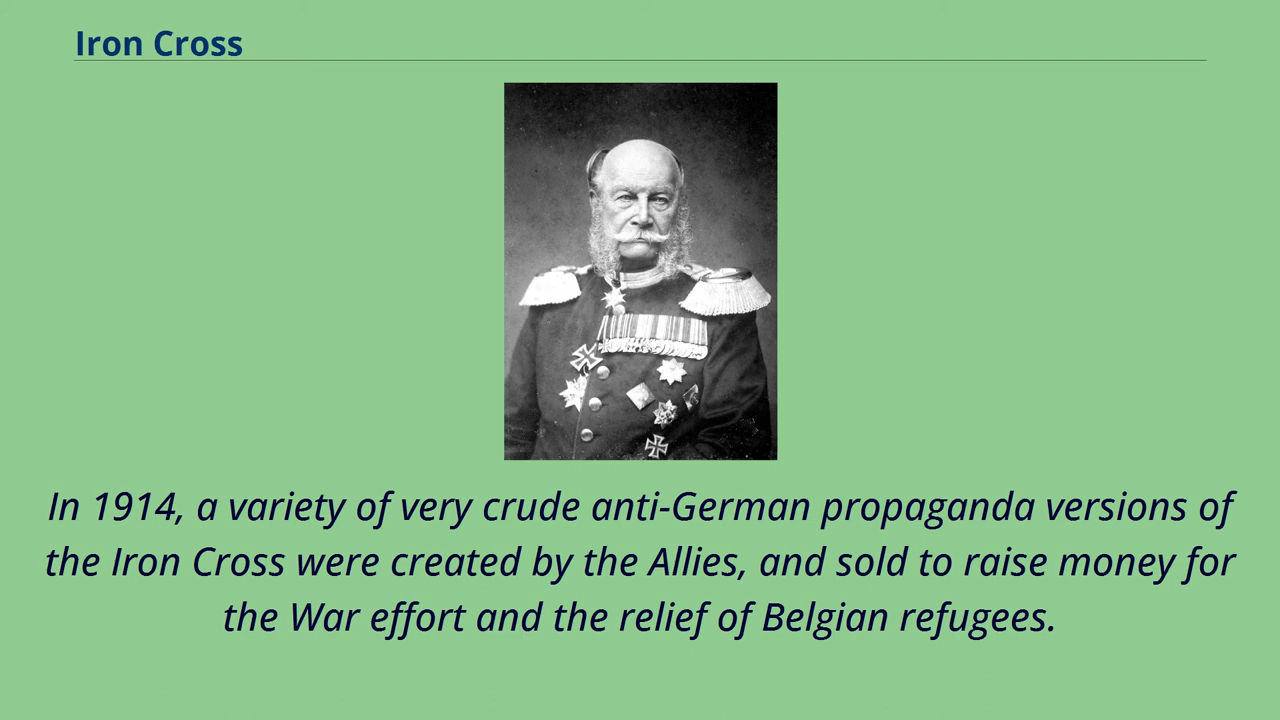 Iron Cross
In 1914, a variety of very crude anti-German propaganda versions of
the Iron Cross were created by the Allies, and sold to raise money for
the War effort and the relief of Belgian refugees.